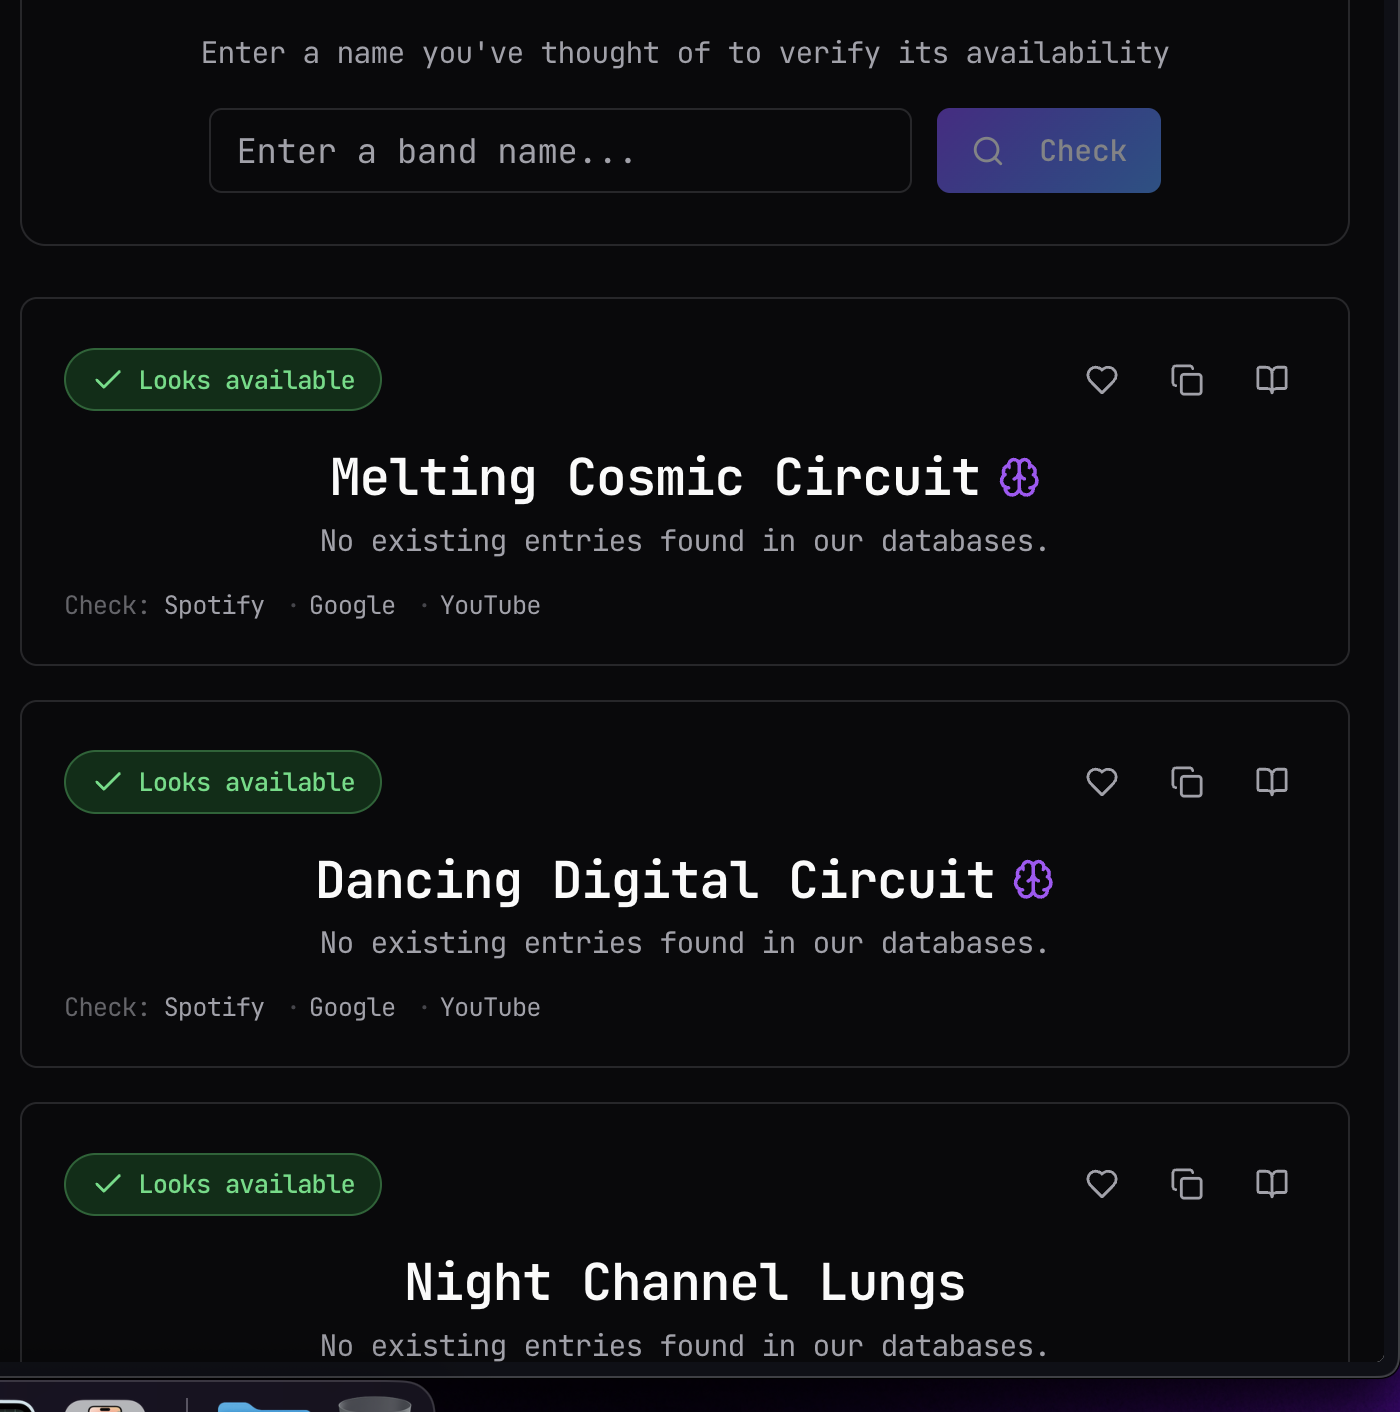 Enter a name you've thought of to verify its availability
Enter a band name...
Check
Looks available
Melting Cosmic Circuit
No existing entries found in our databases.
Check: Spotify · Google · YouTube
Looks available
Dancing Digital Circuit
No existing entries found in our databases.
Check: Spotify · Google · YouTube
Looks available
Night Channel Lungs
No existing entries found in our databases.